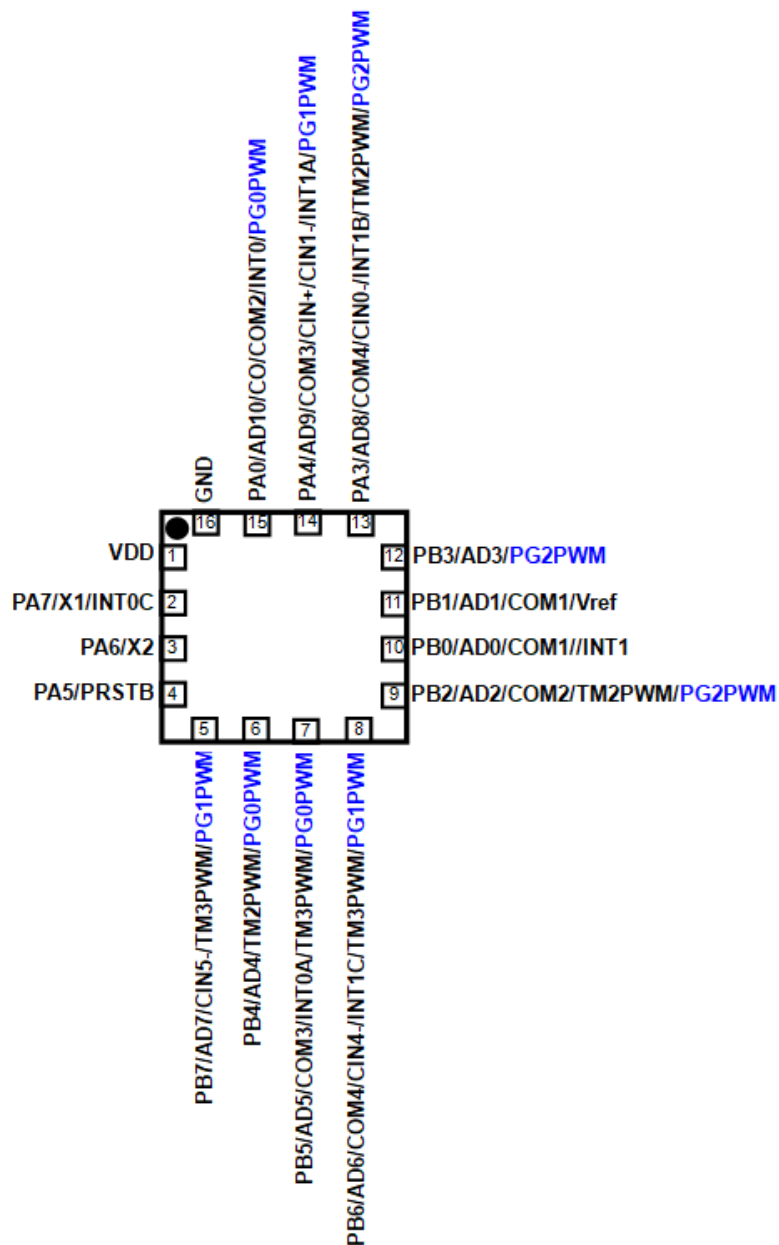 PA0/AD10/CO/COM2/INT0/PG0PWM
PA4/AD9/COM3/CIN+/CIN1-/INT1A/PG1PWM
PA3/AD8/COM4/CIN0-/INT1B/TM2PWM/PG2PWM
GND
16
15
14
13
VDD
1
12
PB3/AD3/PG2PWM
PA7/X1/INT0C
2
11
PB1/AD1/COM1/Vref
PA6/X2
3
10
PB0/AD0/COM1//INT1
PA5/PRSTB
4
9
PB2/AD2/COM2/TM2PWM/PG2PWM
5
6
7
8
PB7/AD7/CIN5-/TM3PWM/PG1PWM
PB4/AD4/TM2PWM/PG0PWM
PB5/AD5/COM3/INT0A/TM3PWM/PG0PWM
PB6/AD6/COM4/CIN4-/INT1C/TM3PWM/PG1PWM